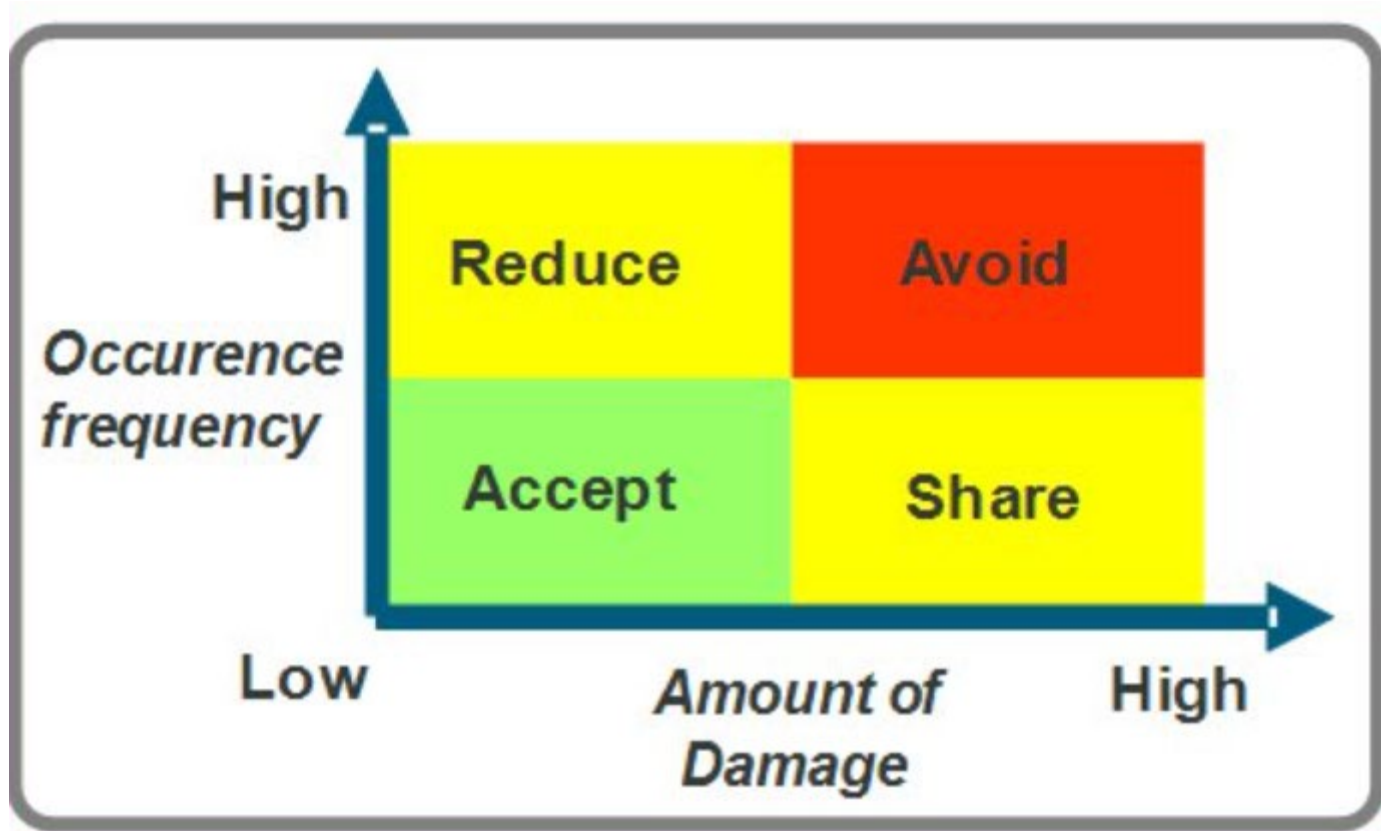 High
Reduce
Avoid
Occurence
frequency
Accept
Share
Low
Amount of
Damage
High